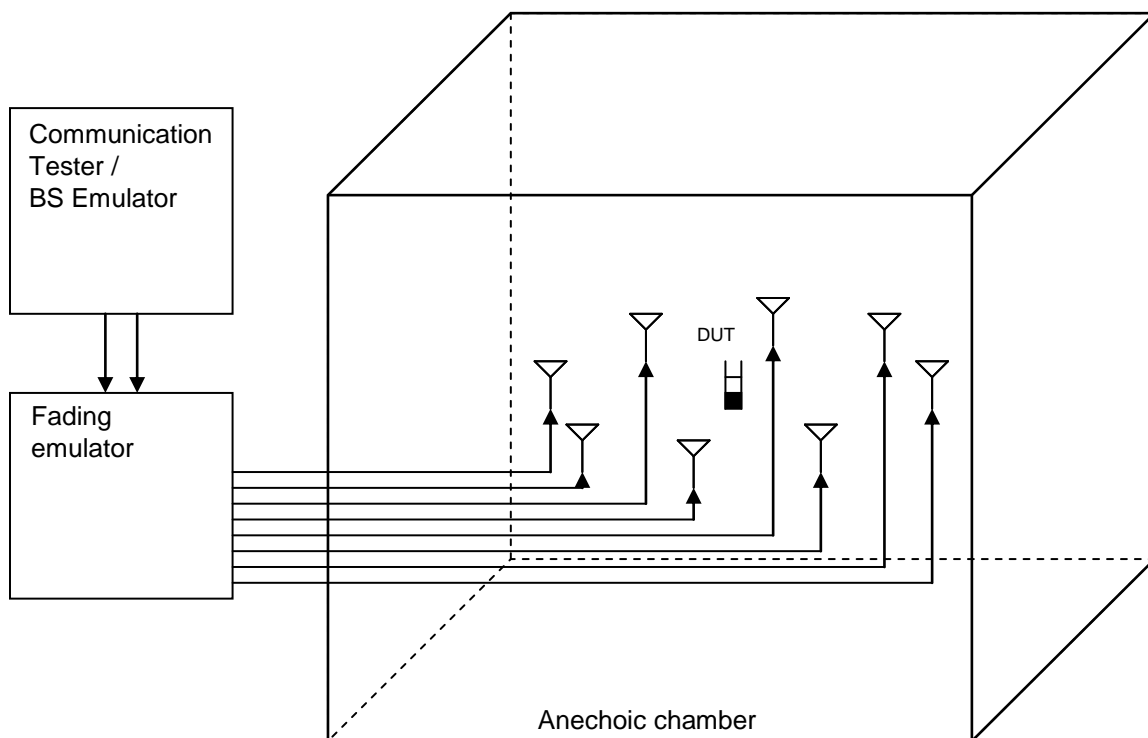 Communication
Tester /
BS Emulator
DUT
Fading
emulator
Anechoic chamber